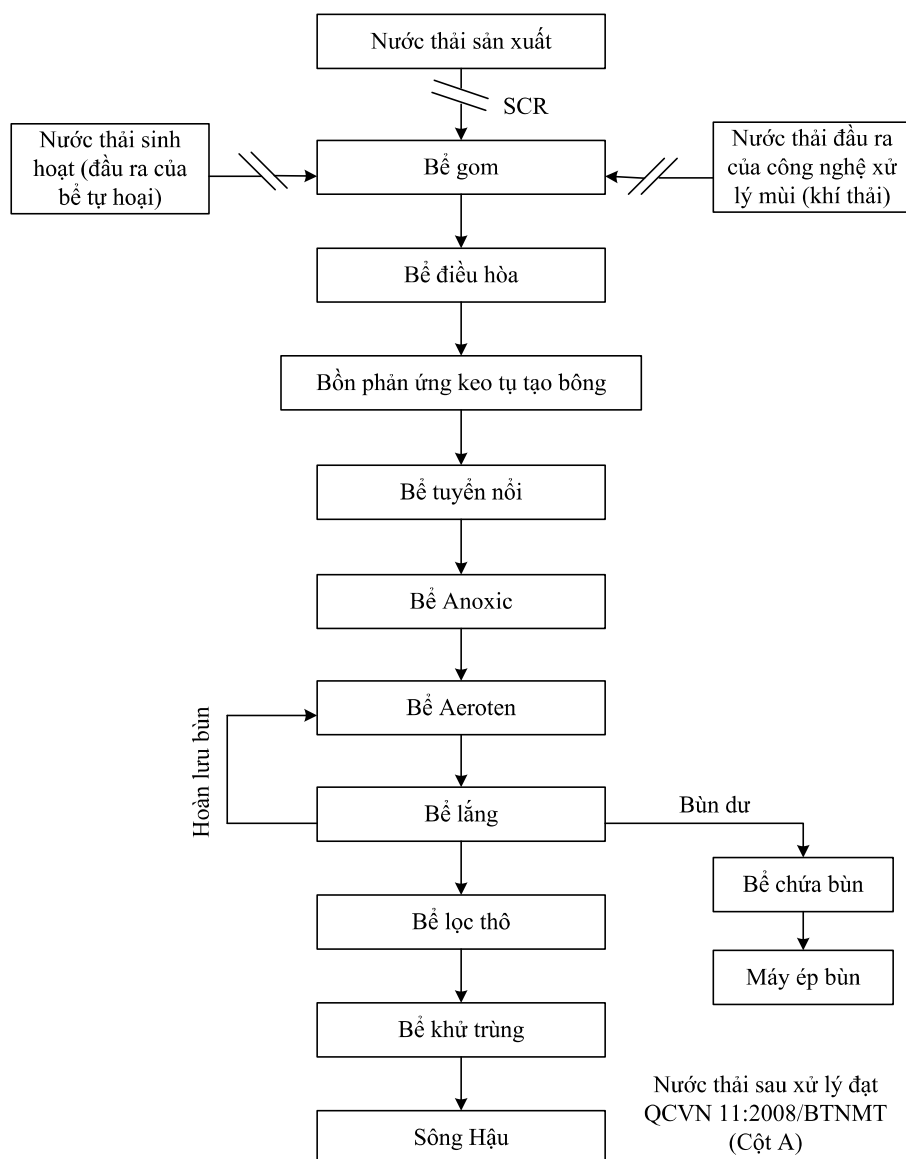 Nước thải sản xuất
SCR
Nước thải sinh
hoạt (đầu ra của
bể tự hoại)
Bể gom
Nước thải đầu ra
của công nghệ xử
lý mùi (khí thải)
Bể điều hòa
Bồn phản ứng keo tụ tạo bông
Bể tuyển nổi
Bể Anoxic
Bể Aeroten
Hoàn lưu bùn
Bể lắng
Bùn dư
Bể chứa bùn
Bể lọc thô
Máy ép bùn
Bể khử trùng
Nước thải sau xử lý đạt
QCVN 11:2008/BTNMT
(Cột A)
Sông Hậu